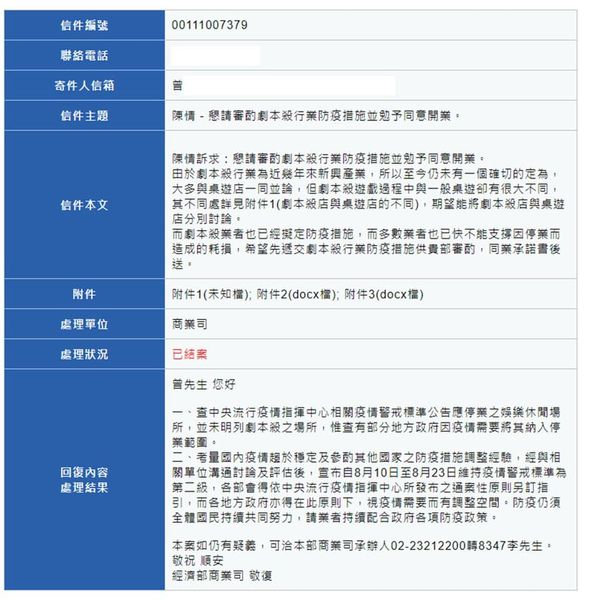 信件編號
00111007379
聯絡電話
寄件人信箱
曾
信件主題
陳情 - 懇請審酌劇本殺行業防疫措施並勉予同意開業。
信件本文
陳情訴求：懇請審酌劇本殺行業防疫措施並勉予同意開業。
由於劇本殺行業為近幾年來新興產業，所以至今仍未有一個確切的定為，
大多與桌遊店一同並論，但劇本殺遊戲過程中與一般桌遊卻有很大不同，
其不同處詳見附件1(劇本殺店與桌遊店的不同)，期望能將劇本殺店與桌遊
店分別討論。
而劇本殺業者也已經擬定防疫措施，而多數業者也已快不能支撐因停業而
造成的耗損，希望先遞交劇本殺行業防疫措施供貴部審酌，同業承諾書後
送。
附件
附件1(未知檔); 附件2(docx檔); 附件3(docx檔)
處理單位
商業司
處理狀況
已結案
回復內容
處理結果
曾先生 您好
一、查中央流行疫情指揮中心相關疫情警戒標準公告應停業之娛樂休閒場
所，並未明列劇本殺之場所，惟查有部分地方政府因疫情需要將其納入停
業範圍。
二、考量國內疫情趨於穩定及參酌其他國家之防疫措施調整經驗，經與相
關單位溝通討論及評估後，宣布自8月10日至8月23日維持疫情警戒標準為
第二級，各部會得依中央流行疫情指揮中心所發布之通案性原則另訂指
引，而各地方政府亦得在此原則下，視疫情需要而有調整空間。防疫仍須
全體國民持續共同努力，請業者持續配合政府各項防疫政策。
本案如仍有疑義，可洽本部商業司承辦人02-23212200轉8347李先生。
敬祝 順安
經濟部商業司 敬復